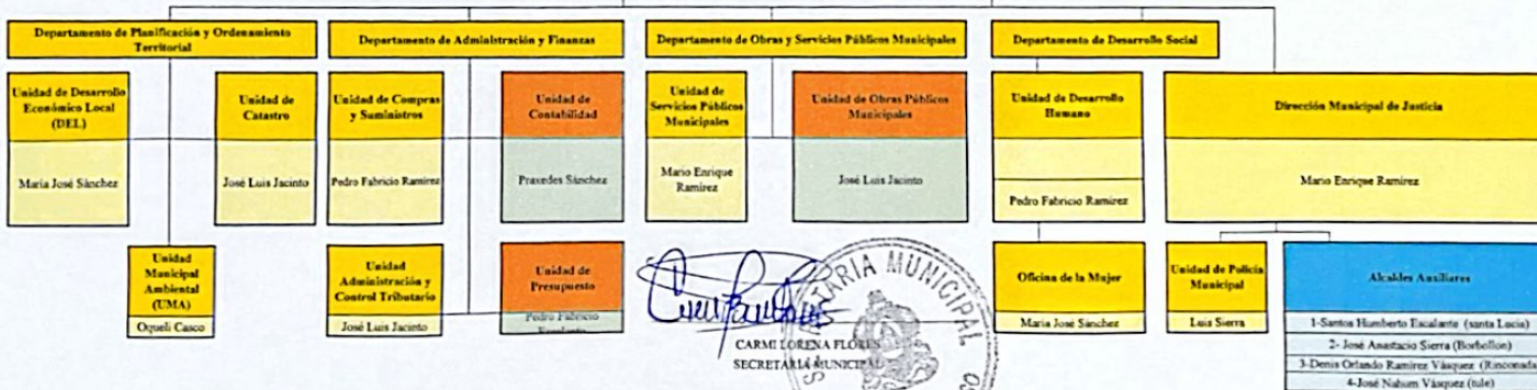 Departamento de Planificación y Ordenamiento
Territorial
Departamento de Administración y Finanzas
Departamento de Obras y Servicios Públicos Municipales
Departamento de Desarrollo Social
Unidad de Desarrollo
Económico Local
(DEL)
María José Sánchez
Unidad de
Catastro
José Luis Jacinto
Unidad de Compras
y Suministros
Pedro Fabricio Ramírez
Unidad de
Contabilidad
Praxedes Sánchez
Unidad de
Servicios Públicos
Municipales
Mario Enrique
Ramírez
Unidad de Obras Públicas
Municipales
José Luis Jacinto
Unidad de Desarrollo
Humano
Pedro Fabricio Ramírez
Dirección Municipal de Justicia
Mario Enrique Ramírez
Unidad
Municipal
Ambiental
(UMA)
Oqueli Casco
Unidad
Administración y
Control Tributario
José Luis Jacinto
Unidad de
Presupuesto
Pedro Fabricio
CARMI LORENA FLORES
SECRETARIA MUNICIPAL
MUNICIPAL
Oficina de la Mujer
María José Sánchez
Unidad de Policía
Municipal
Luis Sierra
Alcaldes Auxiliares
1-Santos Humberto Escalante (santa Lucia)
2- José Anastacio Sierra (Borbollon)
3-Denis Orlando Ramírez Vásquez (Rinconada
4-José Nahum Vásquez (tule)